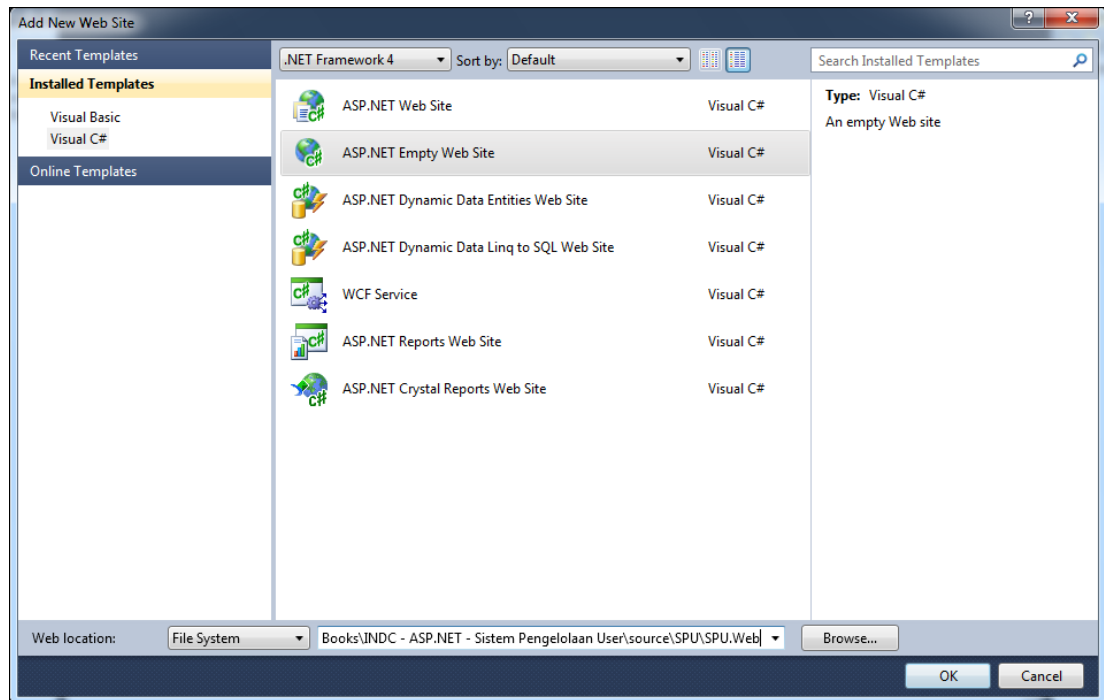 Add New Web Site
?
x
Recent Templates
Installed Templates
Visual Basic
Visual C#
Online Templates
.NET Framework 4
Sort by: Default
ASP.NET Web Site Visual C#
ASP.NET Empty Web Site Visual C#
ASP.NET Dynamic Data Entities Web Site Visual C#
ASP.NET Dynamic Data Linq to SQL Web Site Visual C#
WCF Service Visual C#
ASP.NET Reports Web Site Visual C#
ASP.NET Crystal Reports Web Site Visual C#
Search Installed Templates
Type: Visual C#
An empty Web site
Web location: File System Books\INDC - ASP.NET - Sistem Pengelolaan User\source\SPU\SPU.Web Browse...
OK Cancel